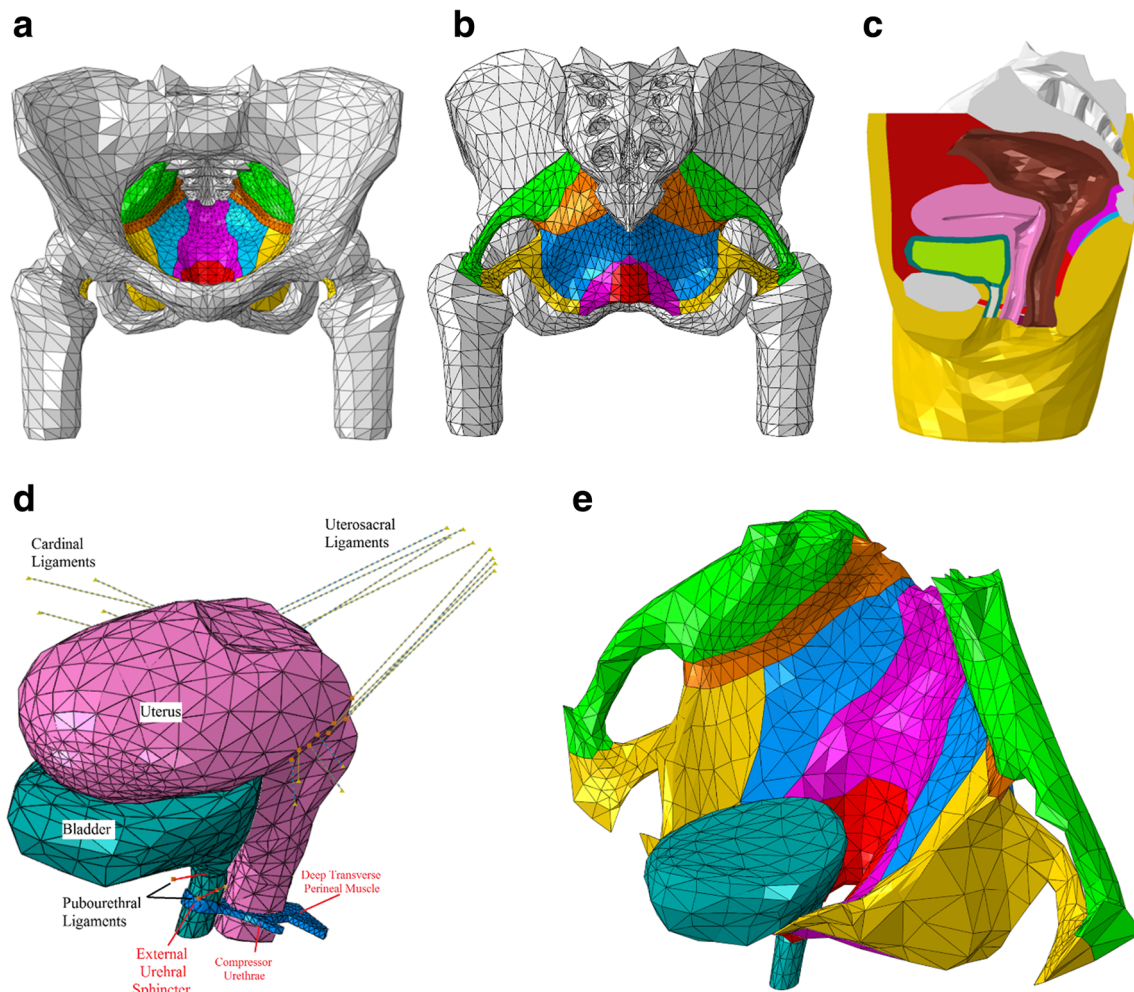 a
b
c
d
e
Cardinal
Ligaments
Uterosacral
Ligaments
Uterus
Bladder
Deep Transverse
Perineal Muscle
Pubourethral
Ligaments
External
Urehral
Sphincter
Compressor
Urethrae